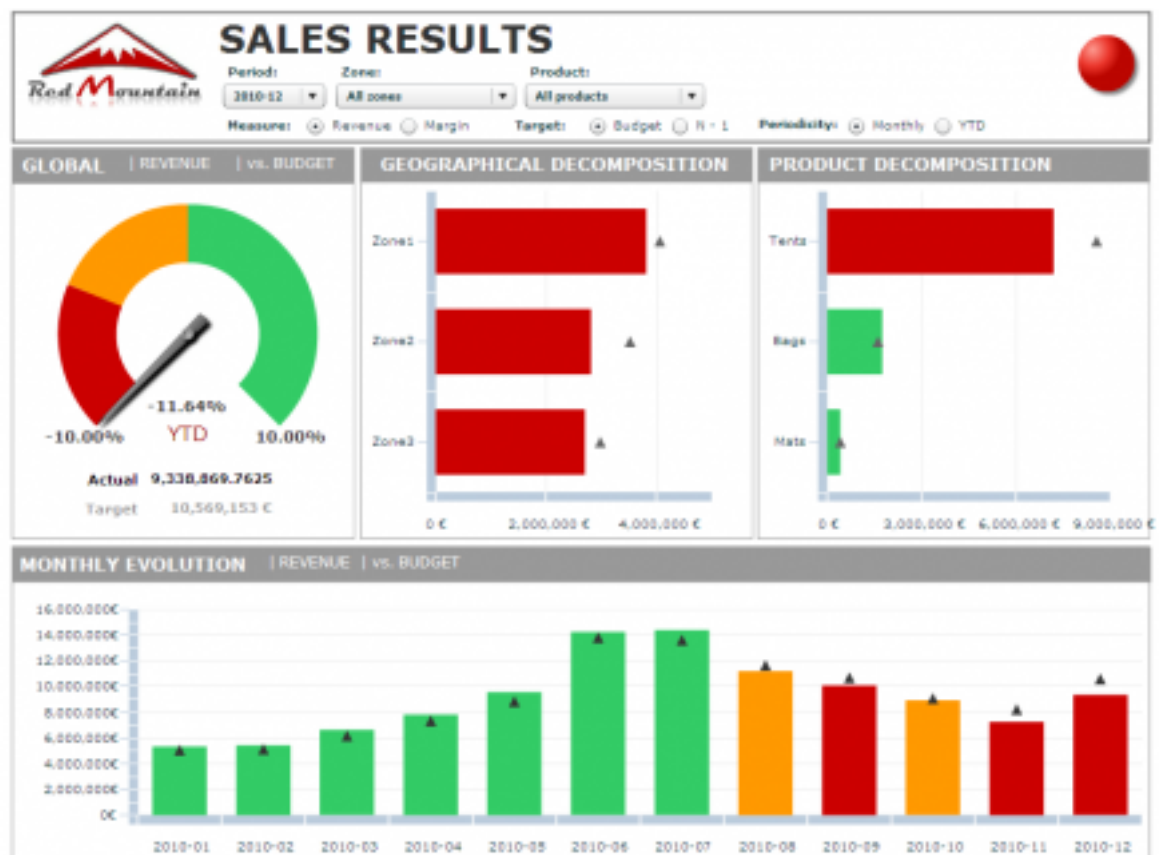 SALES RESULTS
Red Mountain
Period: Zone: Product:
2010-12 All zones All products
Measure: Revenue Margin Target: Budget N - 1 Periodicity: Monthly YTD
GLOBAL | REVENUE | vs. BUDGET
-11.64%
-10.00% YTD 10.00%
Actual 9,338,869.7625
Target 10,569,153 €
GEOGRAPHICAL DECOMPOSITION
Zone1
Zone2
Zone3
0 € 2,000,000 € 4,000,000 €
PRODUCT DECOMPOSITION
Tents
Bags
Mats
0 € 3,000,000 € 6,000,000 € 9,000,000 €
MONTHLY EVOLUTION | REVENUE | vs. BUDGET
16.000.000€
14.000.000€
12.000.000€
10.000.000€
8.000.000€
6.000.000€
4.000.000€
2.000.000€
0€
2010-01 2010-02 2010-03 2010-04 2010-05 2010-06 2010-07 2010-08 2010-09 2010-10 2010-11 2010-12